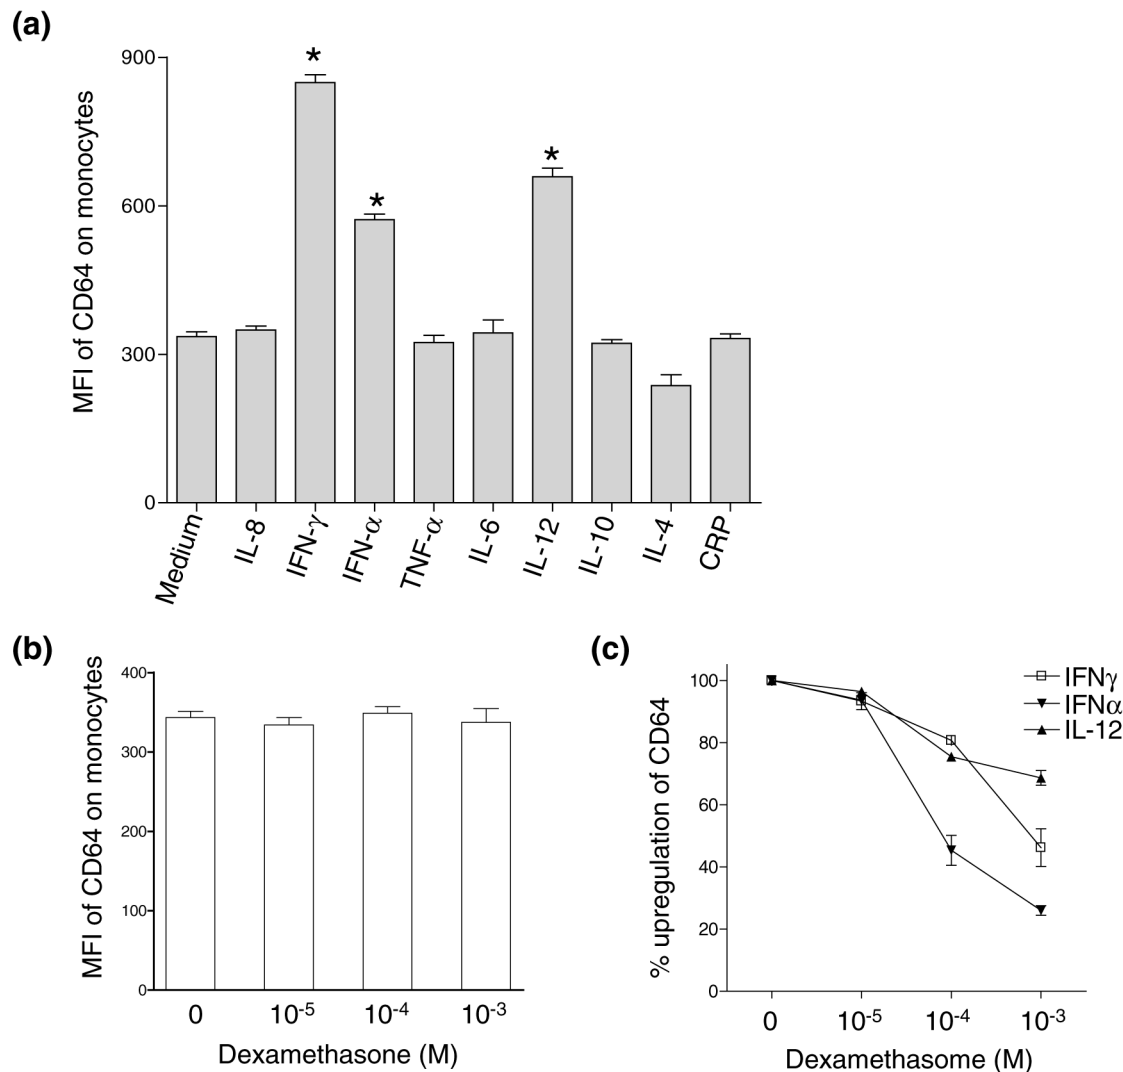 (a)
MFI of CD64 on monocytes
900
600
300
0
*
*
*
Medium
IL-8
IFN-γ
IFN-α
TNF-α
IL-6
IL-12
IL-10
IL-4
CRP
(b)
MFI of CD64 on monocytes
400
300
200
100
0
0
10-5
10-4
10-3
Dexamethasone (M)
(c)
% upregulation of CD64
100
80
60
40
20
0
IFNγ
IFNα
IL-12
0
10-5
10-4
10-3
Dexamethasome (M)